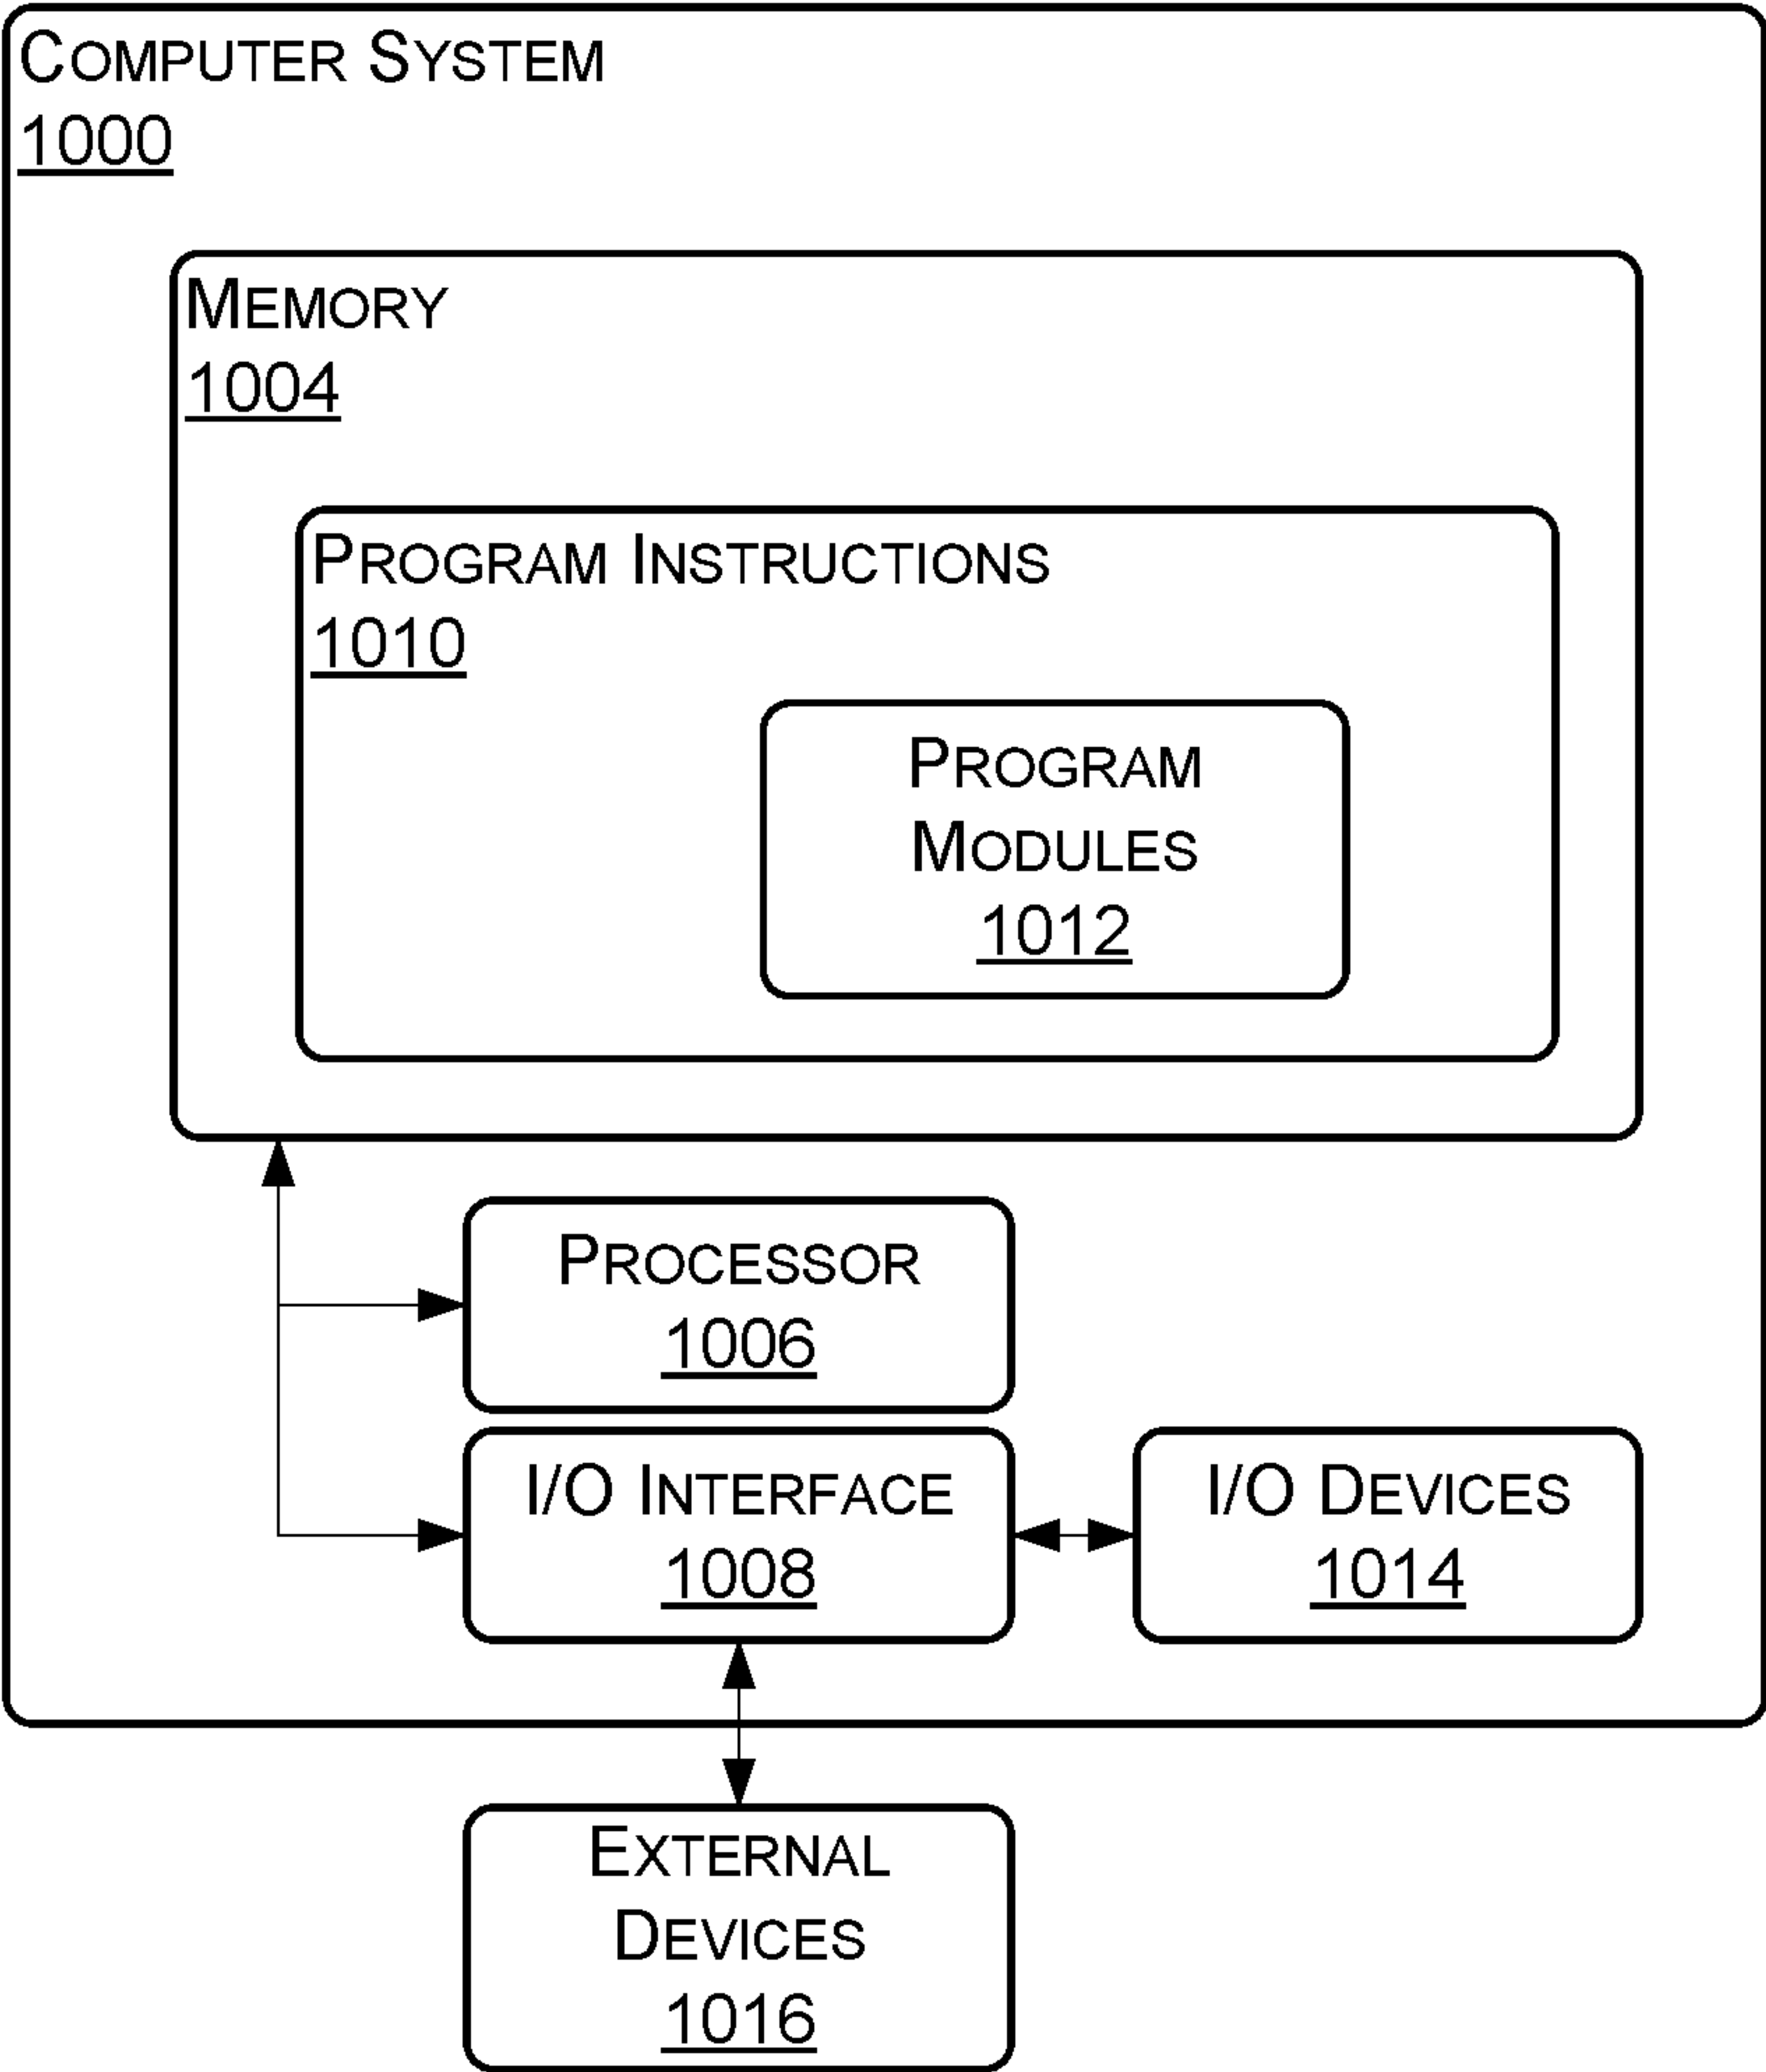 COMPUTER SYSTEM
1000
MEMORY
1004
PROGRAM INSTRUCTIONS
1010
PROGRAM
MODULES
1012
PROCESSOR
1006
I/O INTERFACE
1008
I/O DEVICES
1014
EXTERNAL
DEVICES
1016